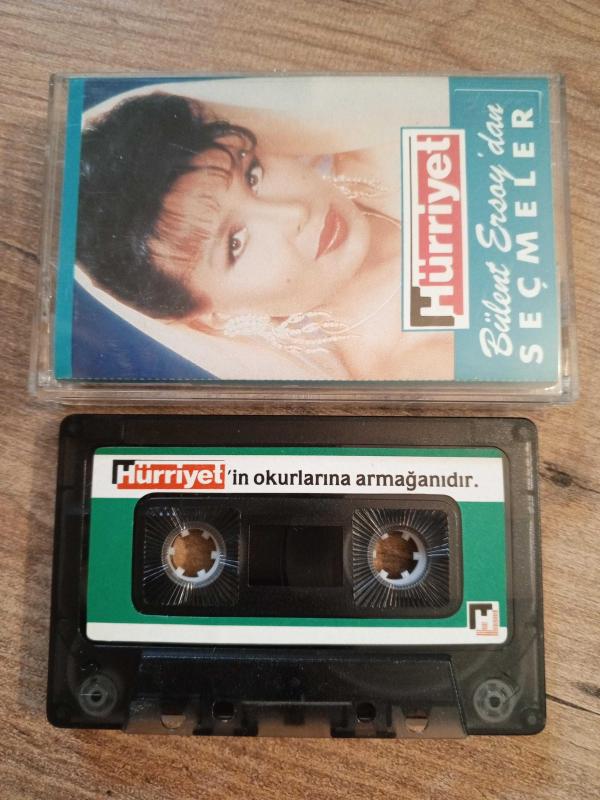 Hürriyet
Bülent Ersoy'dan
SEÇMELER
Hürriyet'in okurlarına armağanıdır.